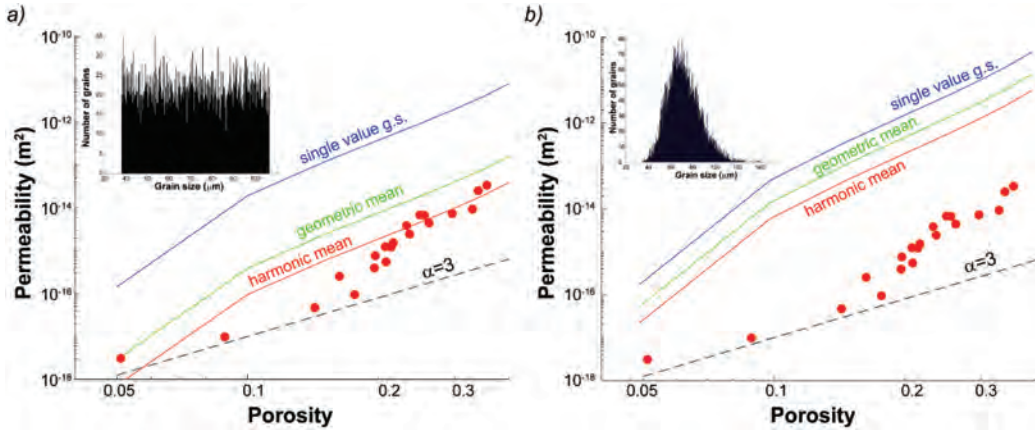 a)
10⁻¹⁰
10⁻¹²
10⁻¹⁴
10⁻¹⁶
10⁻¹⁸
Permeability (m²)
Number of grains
Grain size (μm)
single value g.s.
geometric mean
harmonic mean
α=3
0.05
0.1
0.2
0.3
Porosity
b)
10⁻¹⁰
10⁻¹²
10⁻¹⁴
10⁻¹⁶
10⁻¹⁸
Permeability (m²)
Number of grains
Grain size (μm)
single value g.s.
geometric mean
harmonic mean
α=3
0.05
0.1
0.2
0.3
Porosity